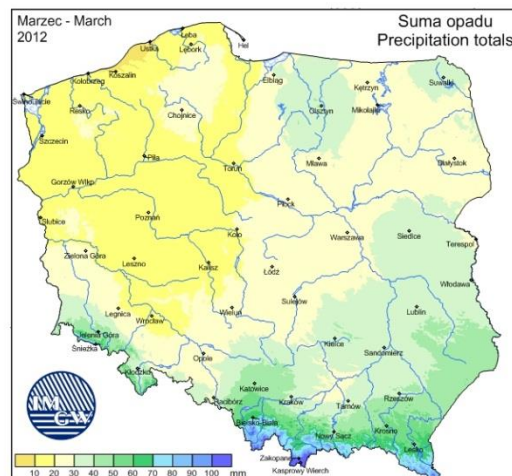 Marzec - March
2012
Suma opadu
Precipitation totals
Łeba
Ustka
Lębork
Hel
Koszalin
Kołobrzeg
Elbląg
Kętrzyn
Suwałki
Świnoujście
Resko
Chojnice
Olsztyn
Mikołajki
Szczecin
Piła
Toruń
Mława
Białystok
Gorzów Wlkp
Płock
Słubice
Poznań
Koło
Warszawa
Siedlce
Terespol
Zielona Góra
Leszno
Kalisz
Łódź
Włodawa
Legnica
Wrocław
Wieluń
Sulejów
Lublin
Jelenia Góra
Śnieżka
Kielce
Sandomierz
Kłodzko
Opole
Katowice
Racibórz
Kraków
Tarnów
Rzeszów
Bielsko-Biała
Nowy Sącz
Krosno
Lesko
Zakopane
Kasprowy Wierch
IM
GW
10 20 30 40 50 60 70 80 90 100 mm